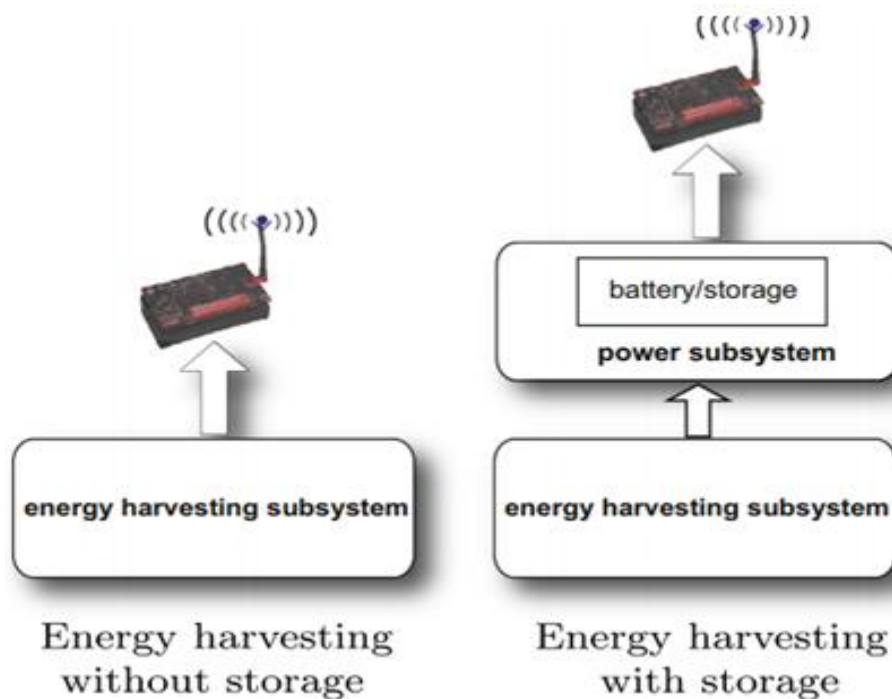 energy harvesting subsystem
Energy harvesting
without storage
battery/storage
power subsystem
energy harvesting subsystem
Energy harvesting
with storage